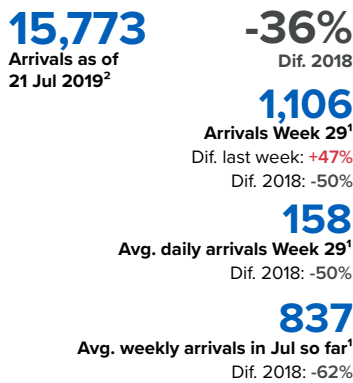 15,773
Arrivals as of
21 Jul 2019²
-36%
Dif. 2018
1,106
Arrivals Week 29¹
Dif. last week: +47%
Dif. 2018: -50%
158
Avg. daily arrivals Week 29¹
Dif. 2018: -50%
837
Avg. weekly arrivals in Jul so far¹
Dif. 2018: -62%